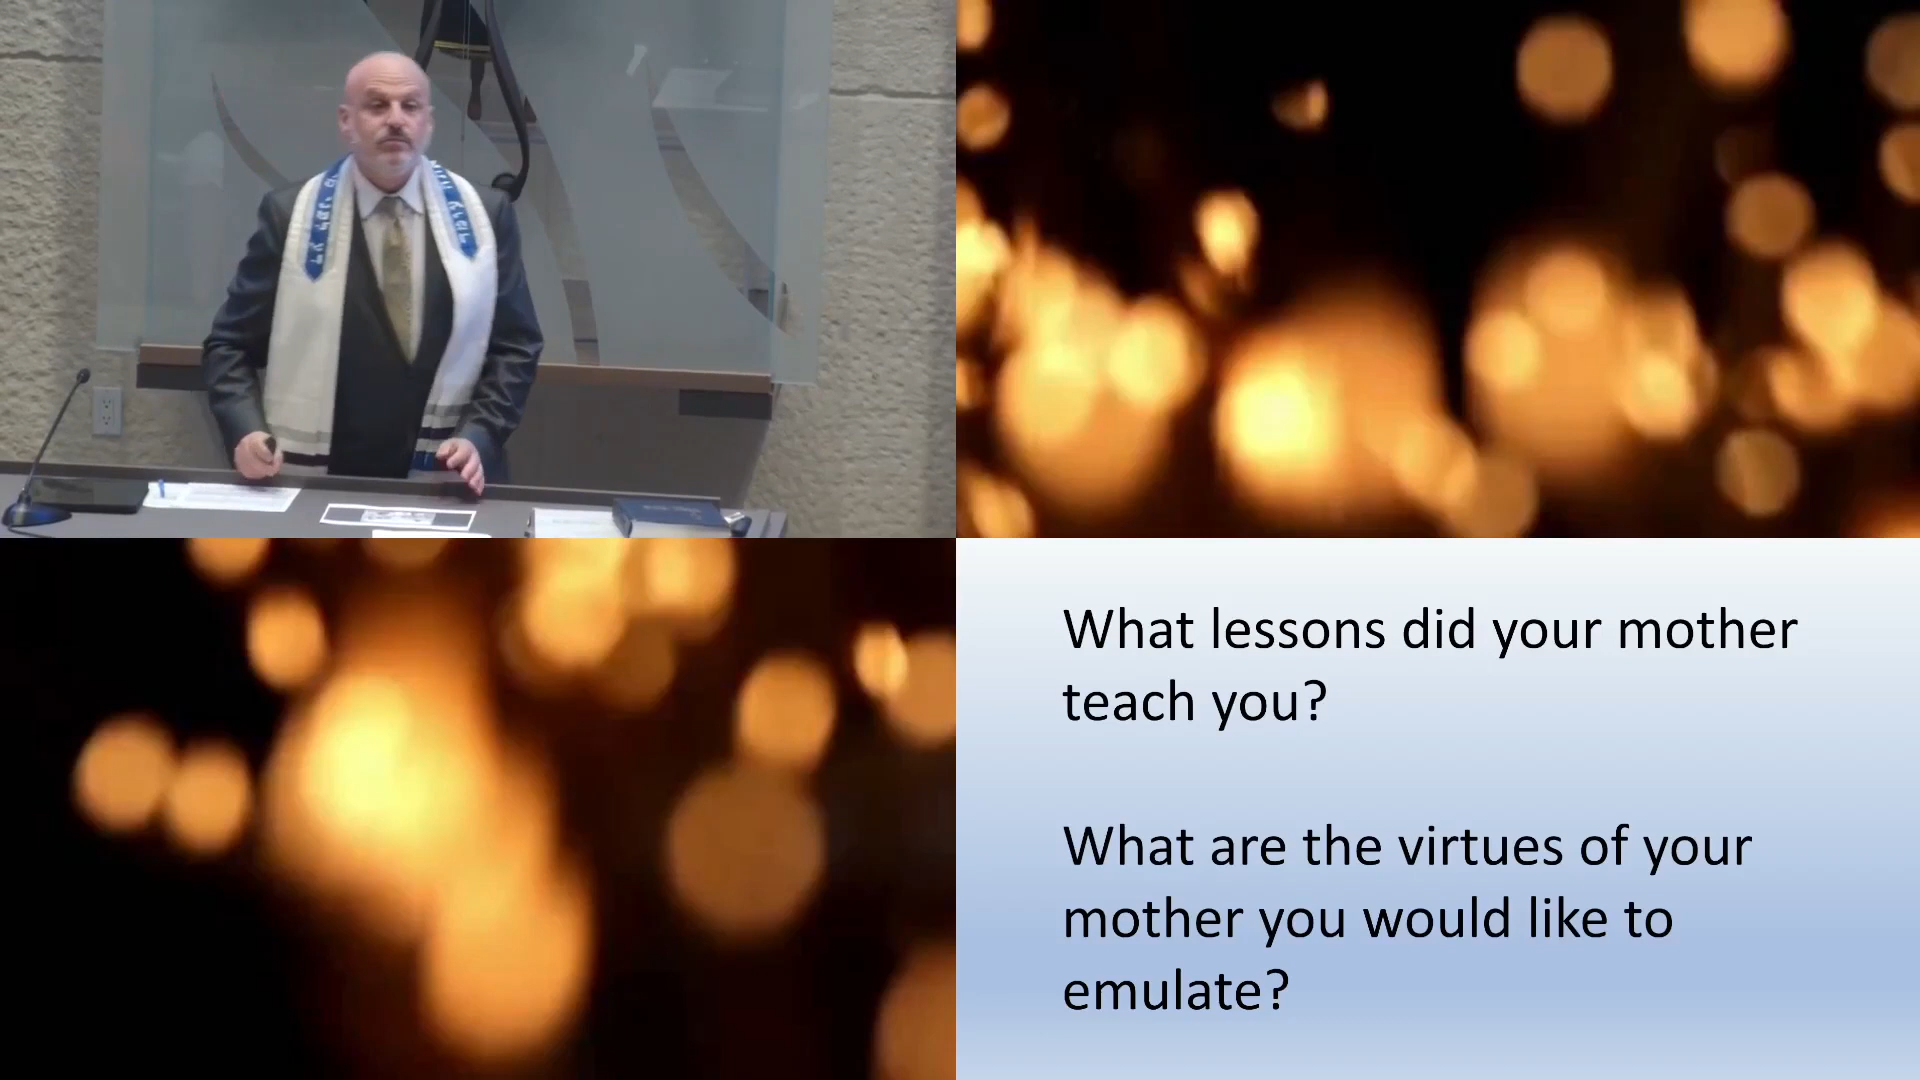 What lessons did your mother
teach you?
What are the virtues of your
mother you would like to
emulate?